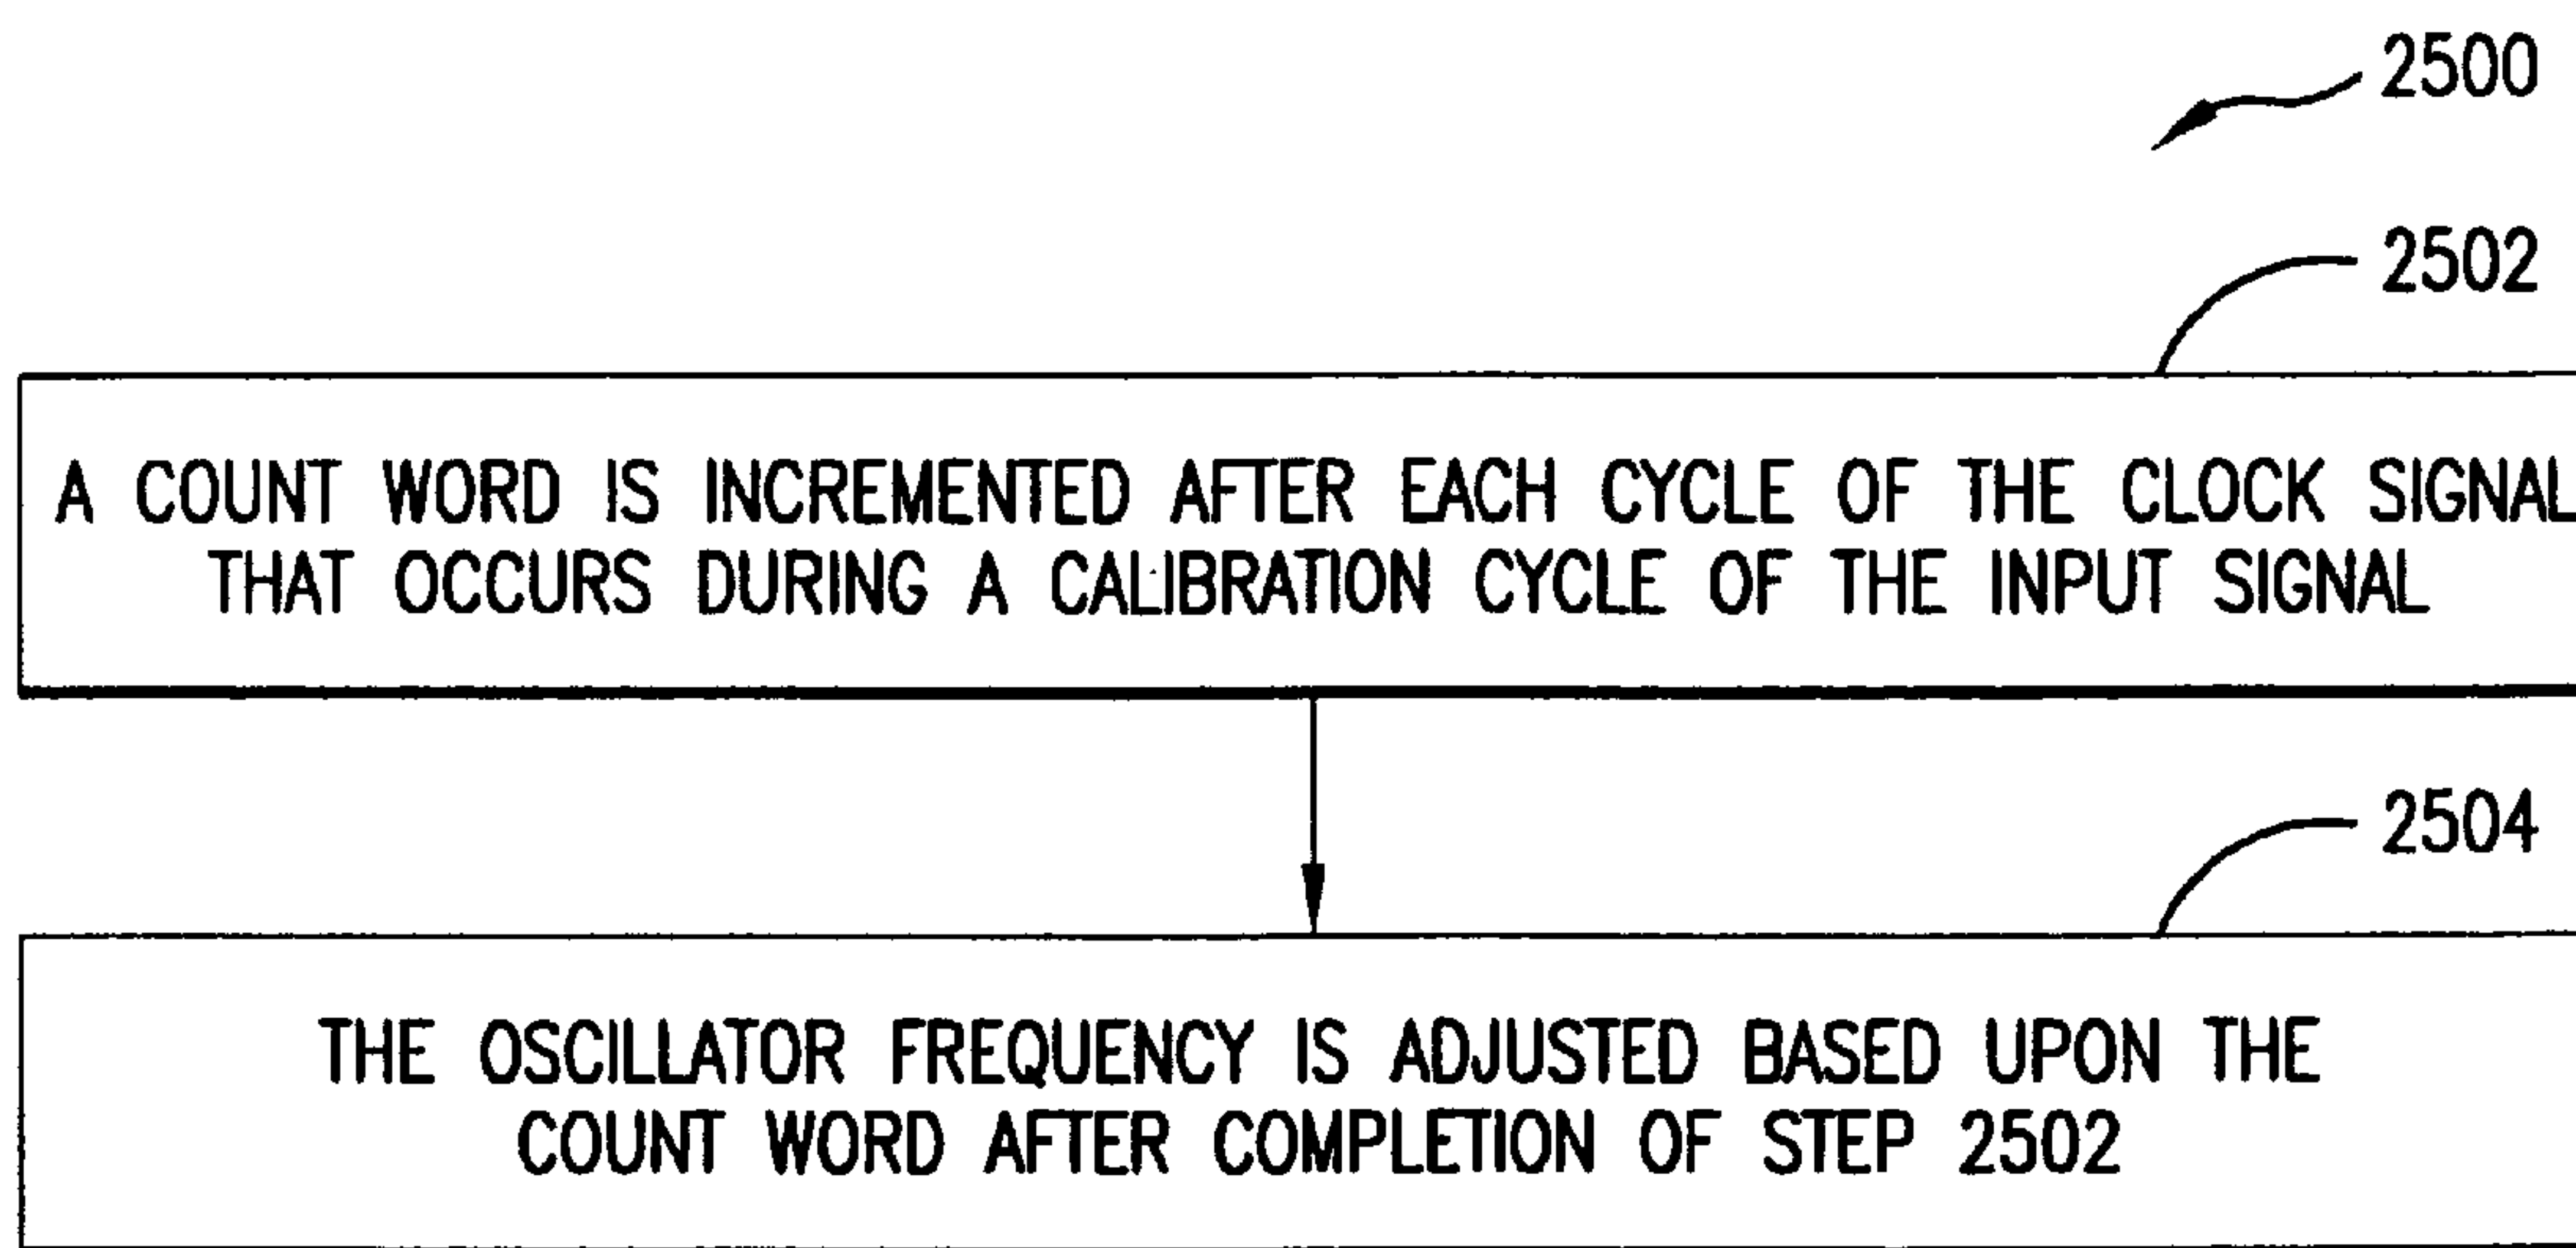 2500
2502
A COUNT WORD IS INCREMENTED AFTER EACH CYCLE OF THE CLOCK SIGNAL
THAT OCCURS DURING A CALIBRATION CYCLE OF THE INPUT SIGNAL
2504
THE OSCILLATOR FREQUENCY IS ADJUSTED BASED UPON THE
COUNT WORD AFTER COMPLETION OF STEP 2502